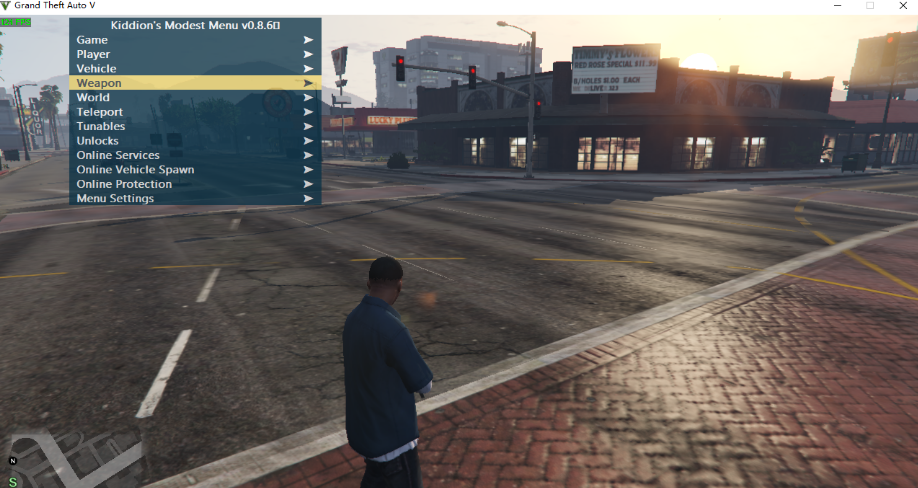 Grand Theft Auto V
Kiddion's Modest Menu v0.8.6
Game
Player
Vehicle
Weapon
World
Teleport
Tunables
Unlocks
Online Services
Online Vehicle Spawn
Online Protection
Menu Settings
RED ROSE SPECIAL
EACH
N
S